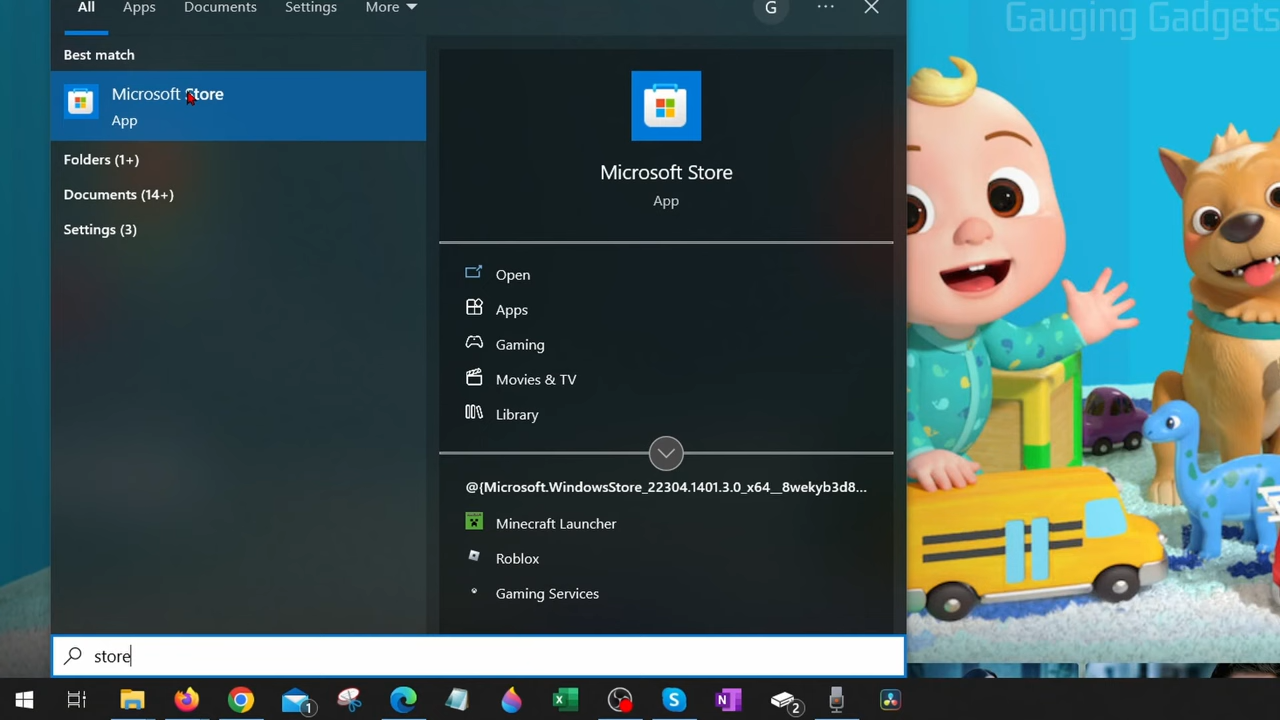 All Apps Documents Settings More G
Gauging Gadgets
Best match
Microsoft Store
App
Folders (1+)
Documents (14+)
Settings (3)
Microsoft Store
App
Open
Apps
Gaming
Movies & TV
Library
@{Microsoft.WindowsStore_22304.1401.3.0_x64__8wekyb3d8...
Minecraft Launcher
Roblox
Gaming Services
store
1
2